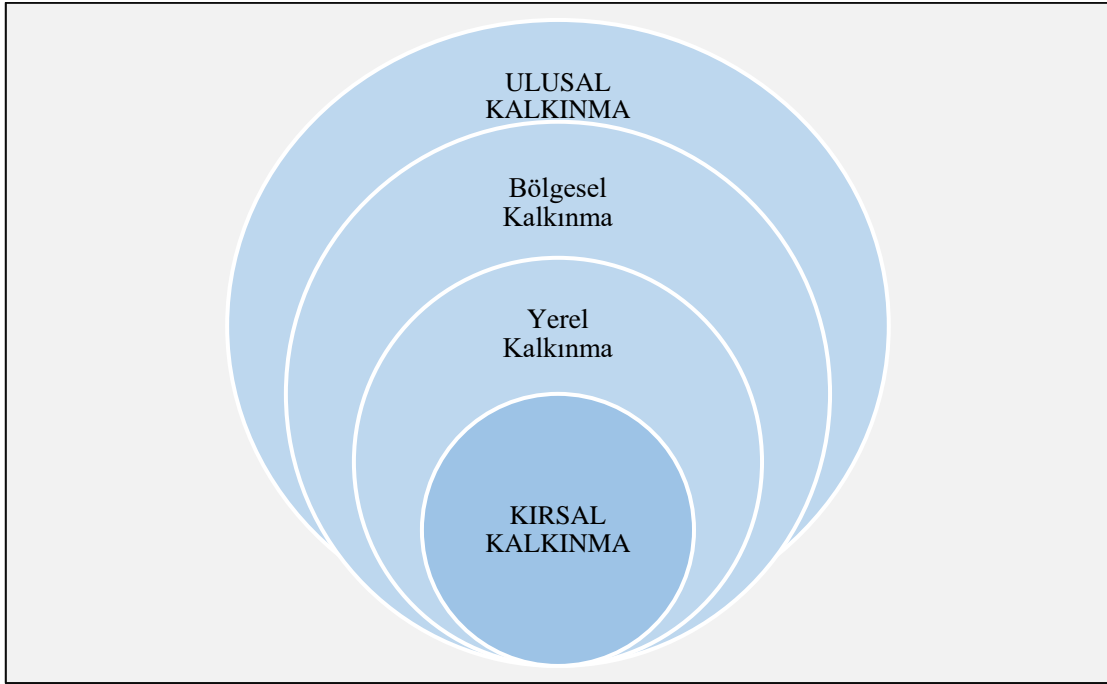 ULUSAL
KALKINMA
Bölgesel
Kalkınma
Yerel
Kalkınma
KIRSAL
KALKINMA